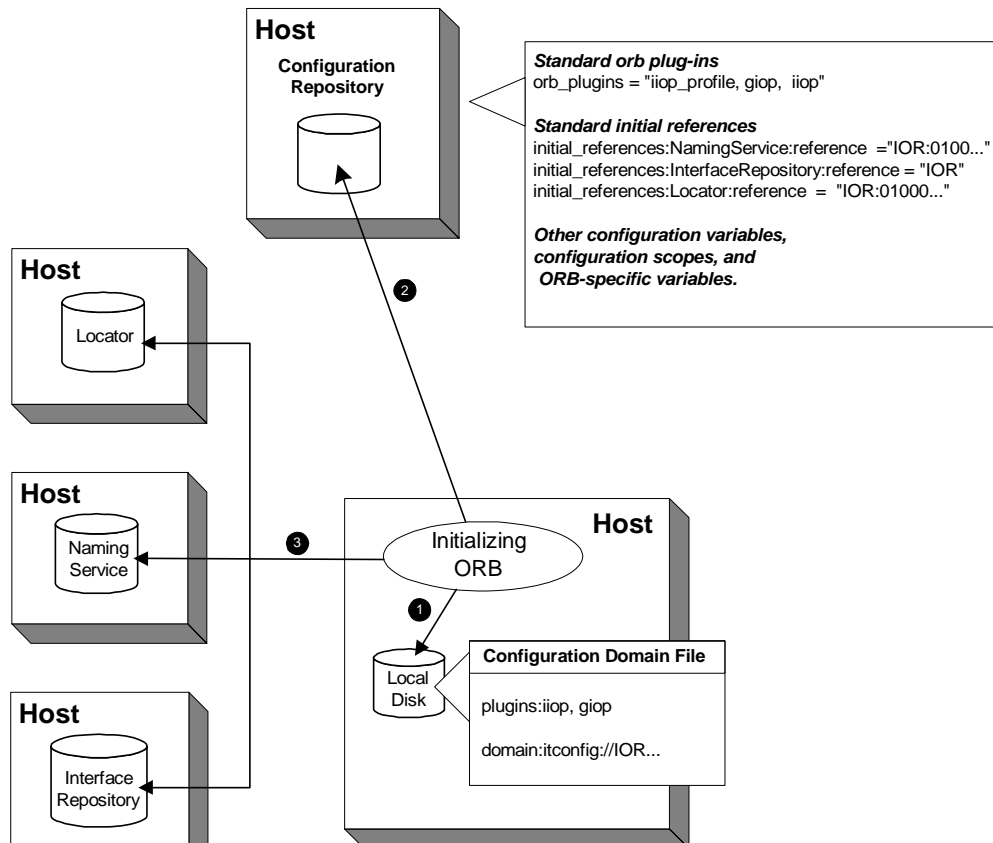 Host
Configuration
Repository
Standard orb plug-ins
orb_plugins = "iiop_profile, giop,  iiop"
Standard initial references
initial_references:NamingService:reference  ="IOR:0100..."
initial_references:InterfaceRepository:reference = "IOR"
initial_references:Locator:reference  =  "IOR:01000..."
Other configuration variables,
configuration scopes, and
ORB-specific variables.
Host
Locator
2
Host
Naming
Service
3
Host
Initializing
ORB
1
Local
Disk
Configuration Domain File
plugins:iiop, giop
domain:itconfig://IOR...
Host
Interface
Repository